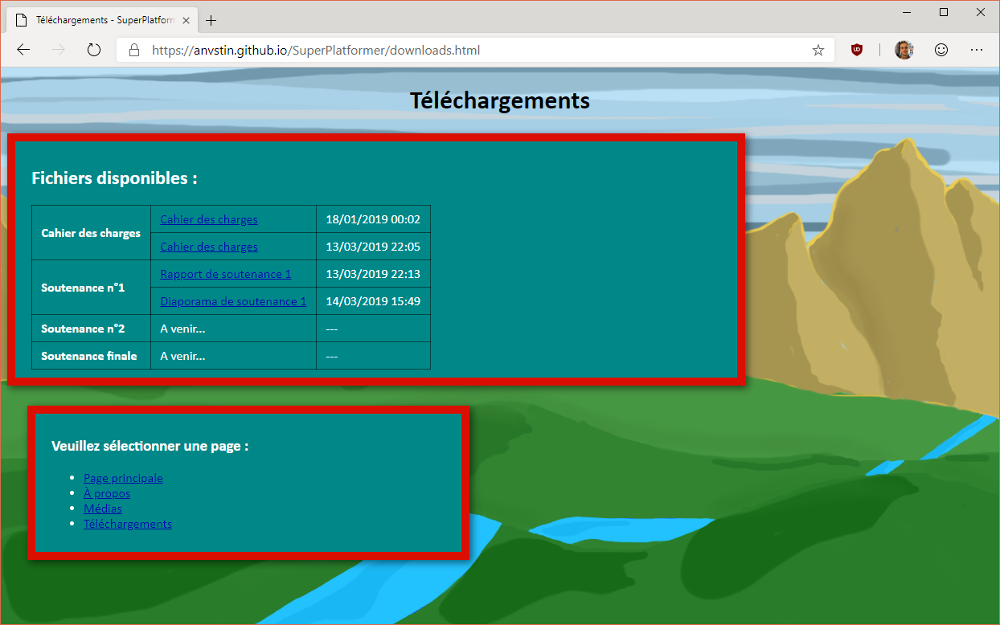 Téléchargements - SuperPlatform
https://anvstin.github.io/SuperPlatformer/downloads.html
Téléchargements
Fichiers disponibles :
Cahier des charges
Cahier des charges 18/01/2019 00:02
Cahier des charges 13/03/2019 22:05
Soutenance n°1
Rapport de soutenance 1 13/03/2019 22:13
Diaporama de soutenance 1 14/03/2019 15:49
Soutenance n°2 A venir... ---
Soutenance finale A venir... ---
Veuillez sélectionner une page :
Page principale
À propos
Médias
Téléchargements